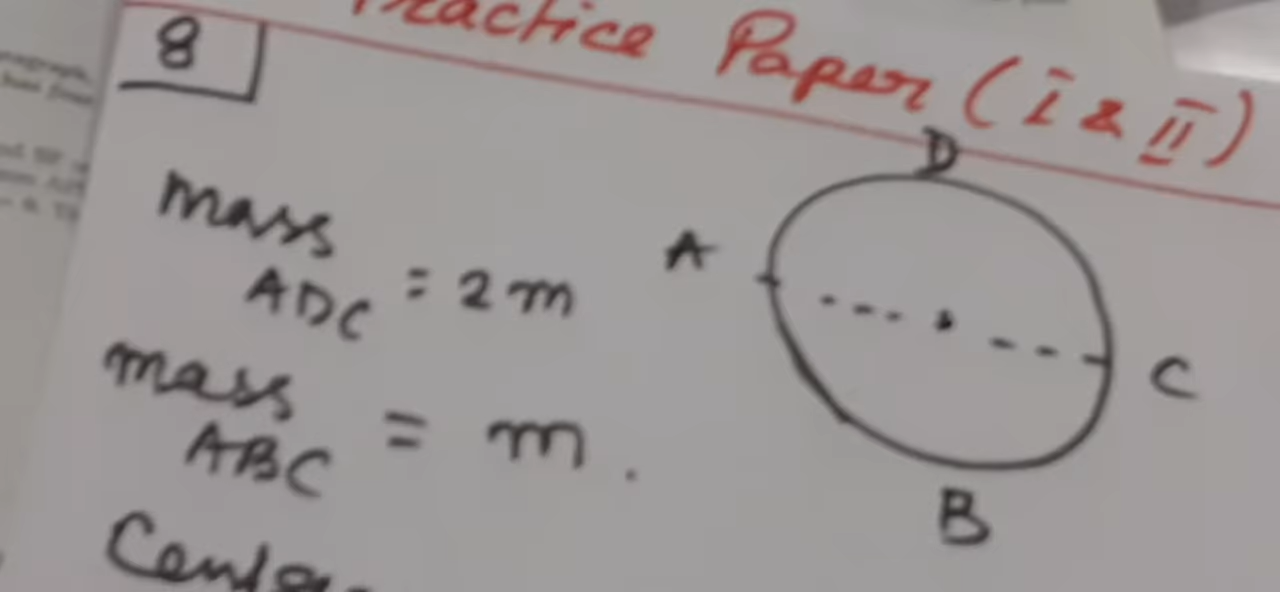 Practice Paper (I & II)
8
mass
ADC = 2m
mass
ABC = m.
D
A
C
B